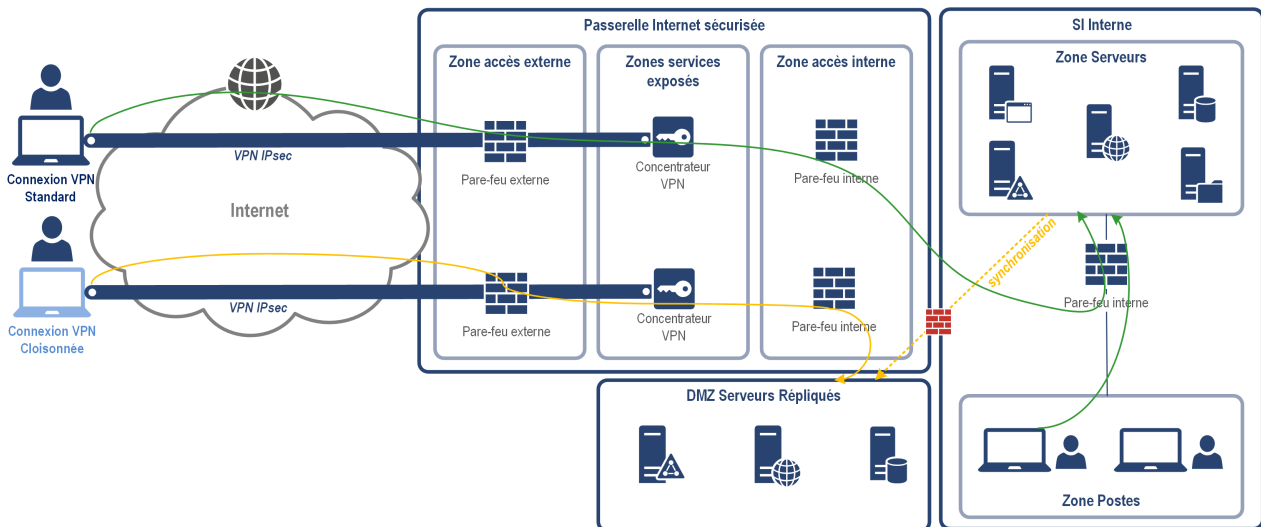 Passerelle Internet sécurisée
SI Interne
Zone accès externe
Zones services
exposés
Zone accès interne
Zone Serveurs
VPN IPsec
Connexion VPN
Standard
Pare-feu externe
Concentrateur
VPN
Pare-feu interne
Internet
synchronisation
VPN IPsec
Connexion VPN
Cloisonnée
Pare-feu externe
Concentrateur
VPN
Pare-feu interne
Pare-feu interne
DMZ Serveurs Répliqués
Zone Postes